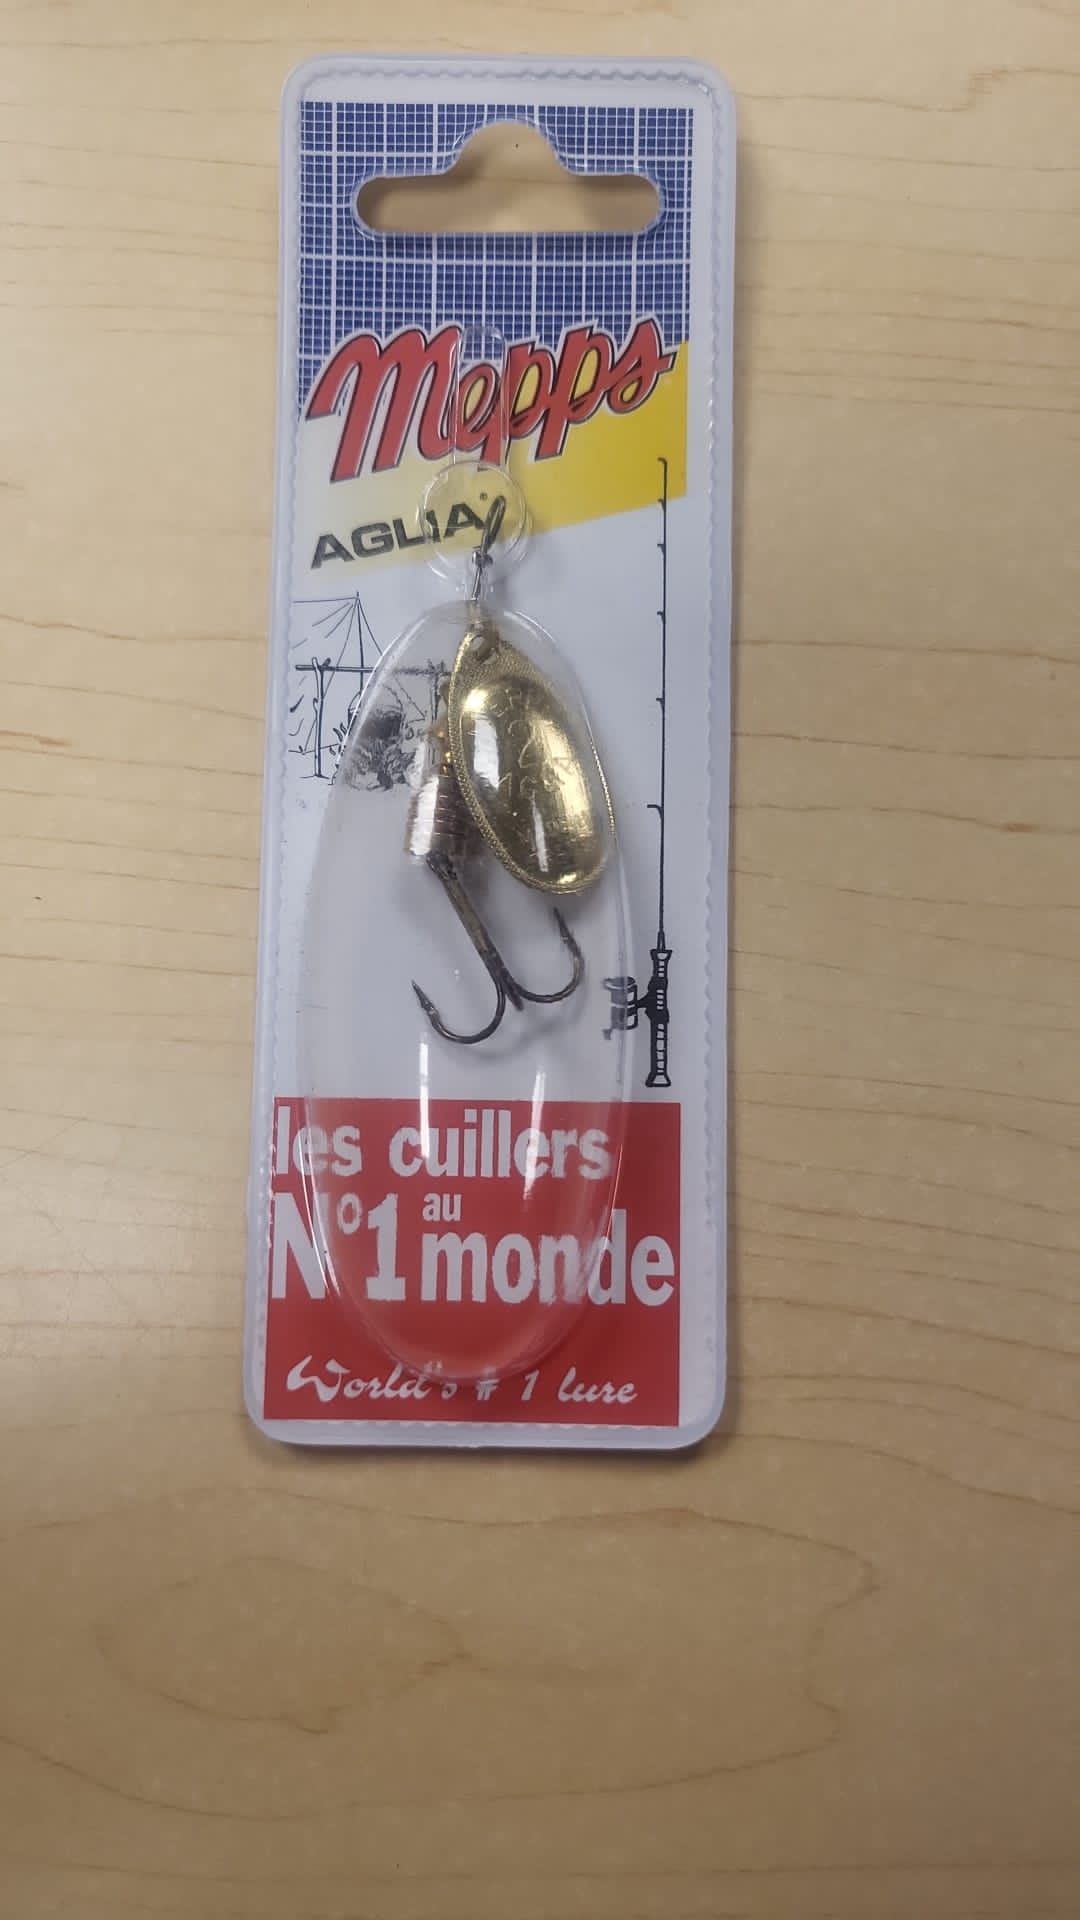 Mepps
AGLIA®
les cuillers
N°1 au monde
World's # 1 lure